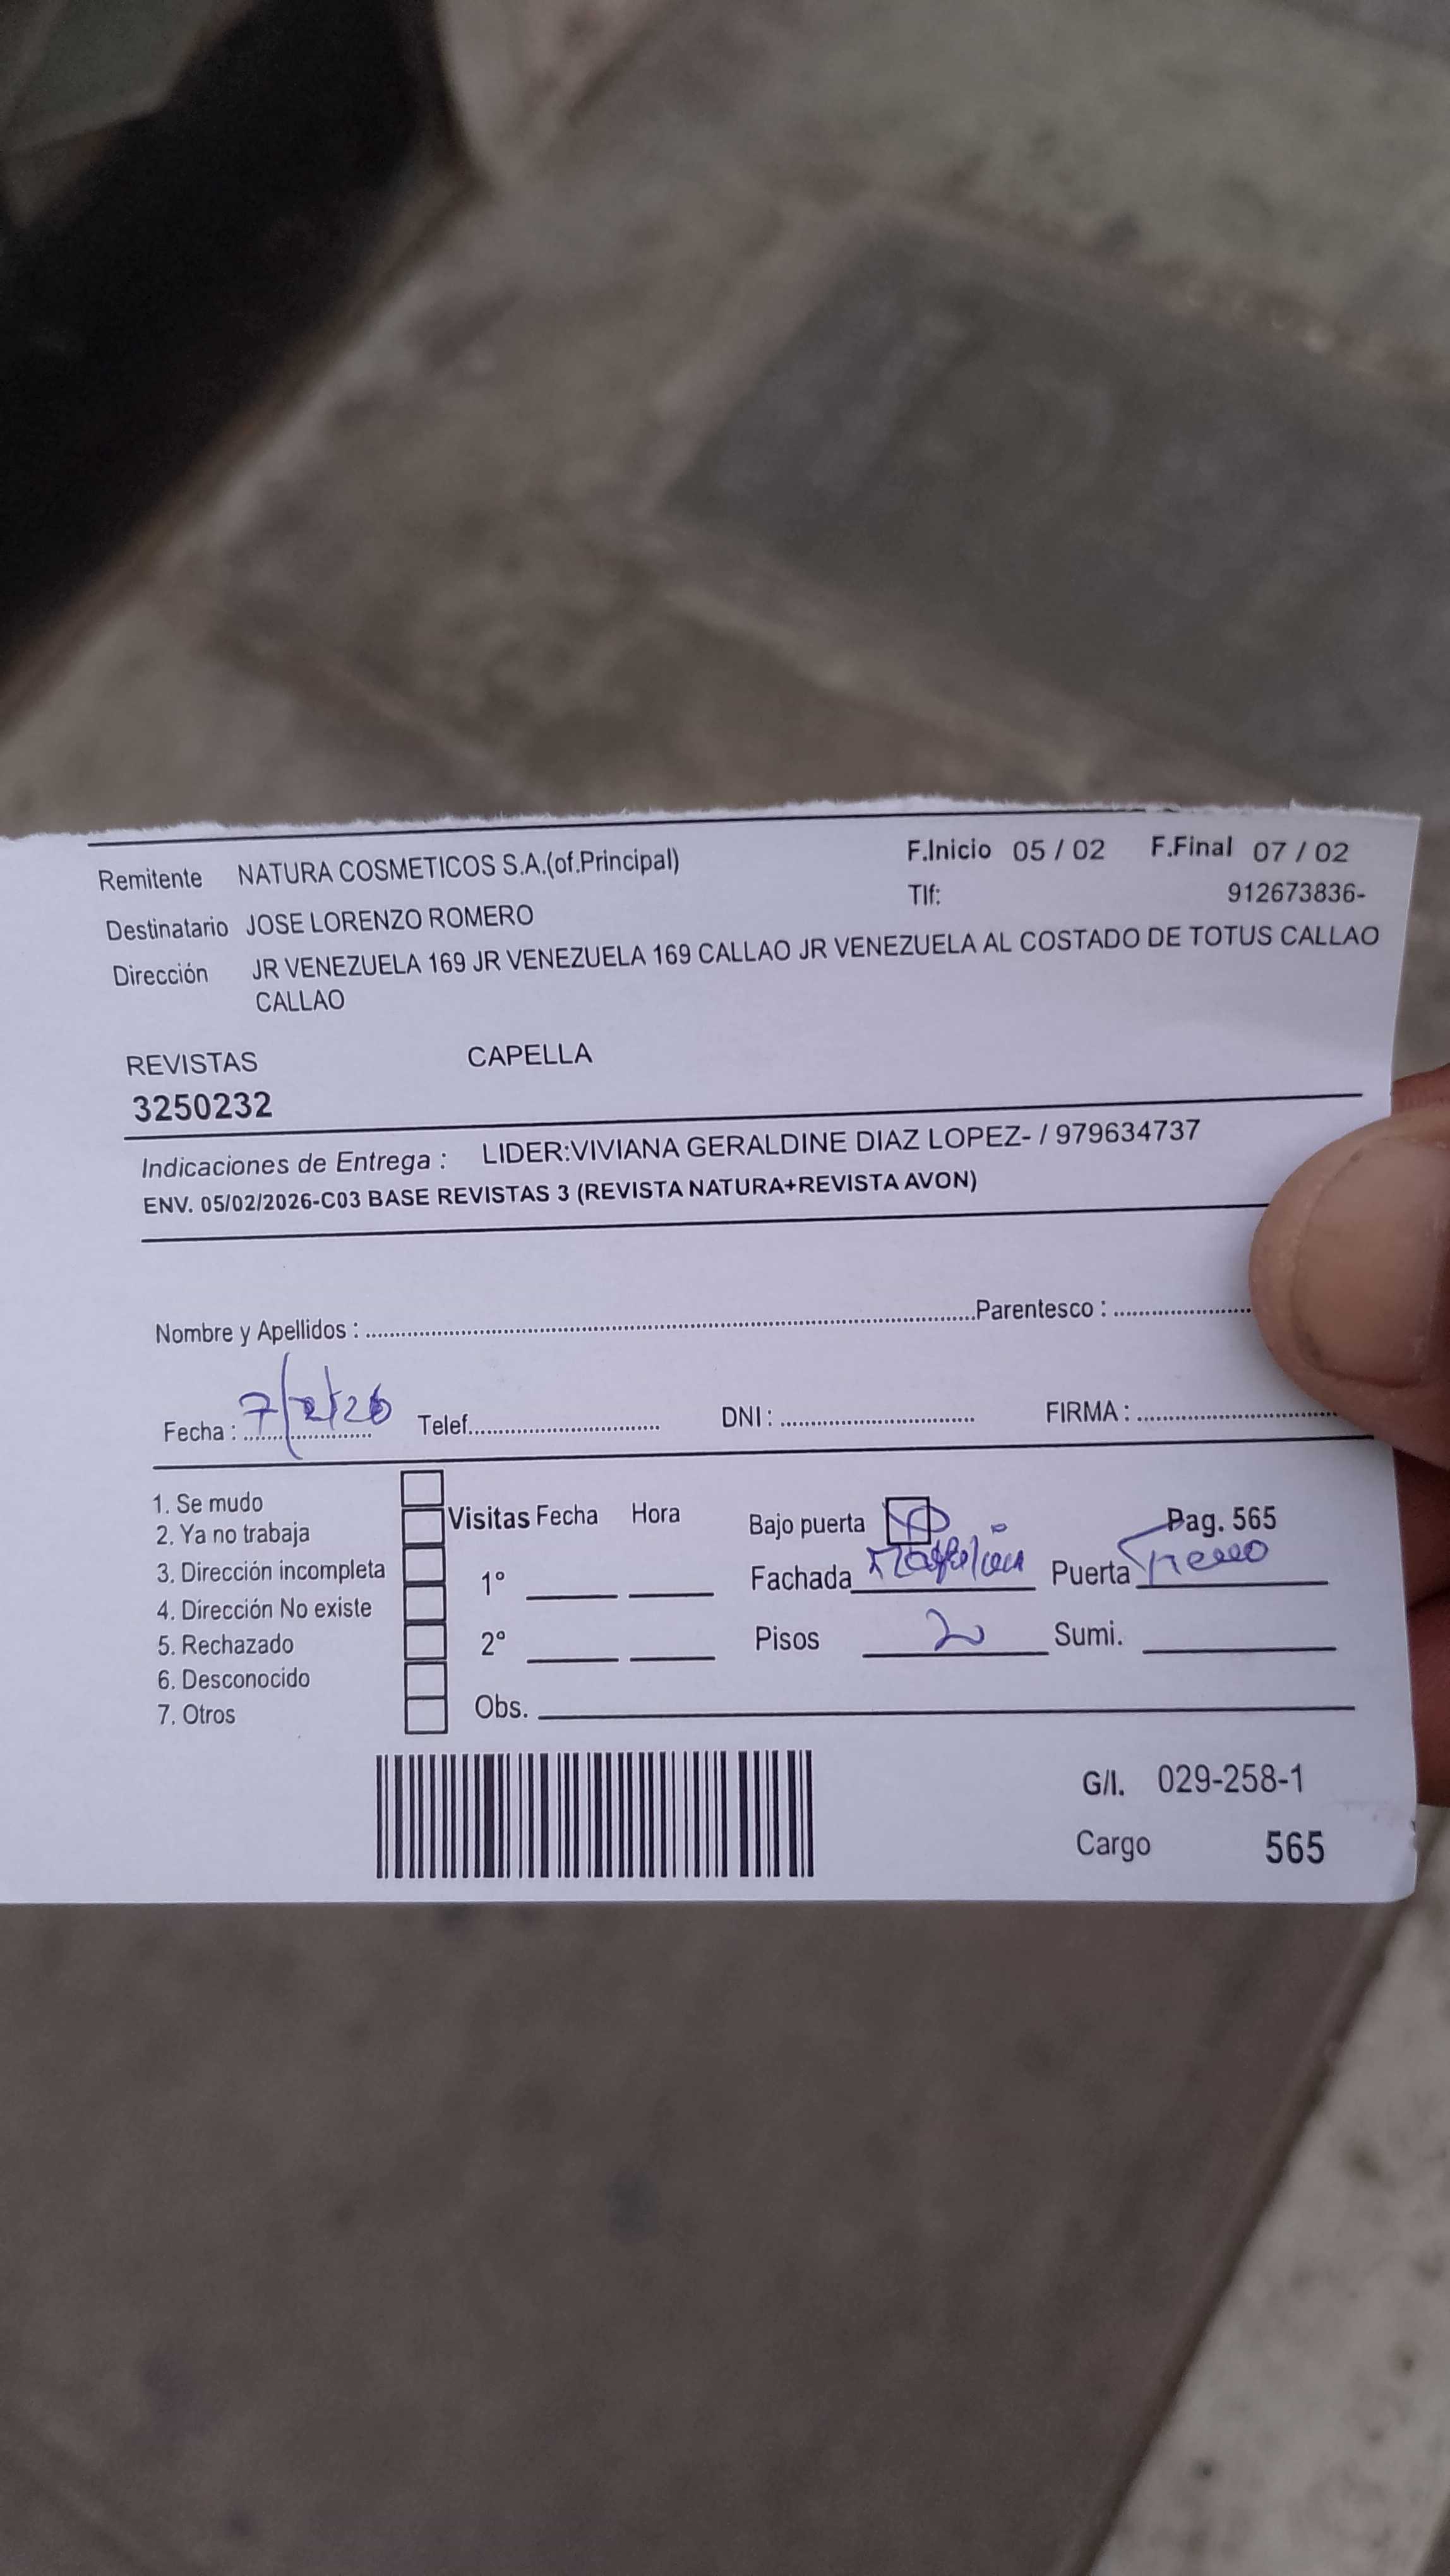 Remitente NATURA COSMETICOS S.A.(of.Principal) F.Inicio 05 / 02 F.Final 07 / 02
Tlf: 912673836-
Destinatario JOSE LORENZO ROMERO
Dirección JR VENEZUELA 169 JR VENEZUELA 169 CALLAO JR VENEZUELA AL COSTADO DE TOTUS CALLAO
CALLAO
REVISTAS CAPELLA
3250232
Indicaciones de Entrega : LIDER:VIVIANA GERALDINE DIAZ LOPEZ- / 979634737
ENV. 05/02/2026-C03 BASE REVISTAS 3 (REVISTA NATURA+REVISTA AVON)
Nombre y Apellidos : Parentesco :
Fecha : 7/2/26 Telef. DNI : FIRMA :
1. Se mudo
2. Ya no trabaja
3. Dirección incompleta
4. Dirección No existe
5. Rechazado
6. Desconocido
7. Otros
Visitas Fecha Hora
1°
2°
Obs.
Bajo puerta Pag. 565
Fachada Puerta
Pisos 2 Sumi.
G/I. 029-258-1
Cargo 565